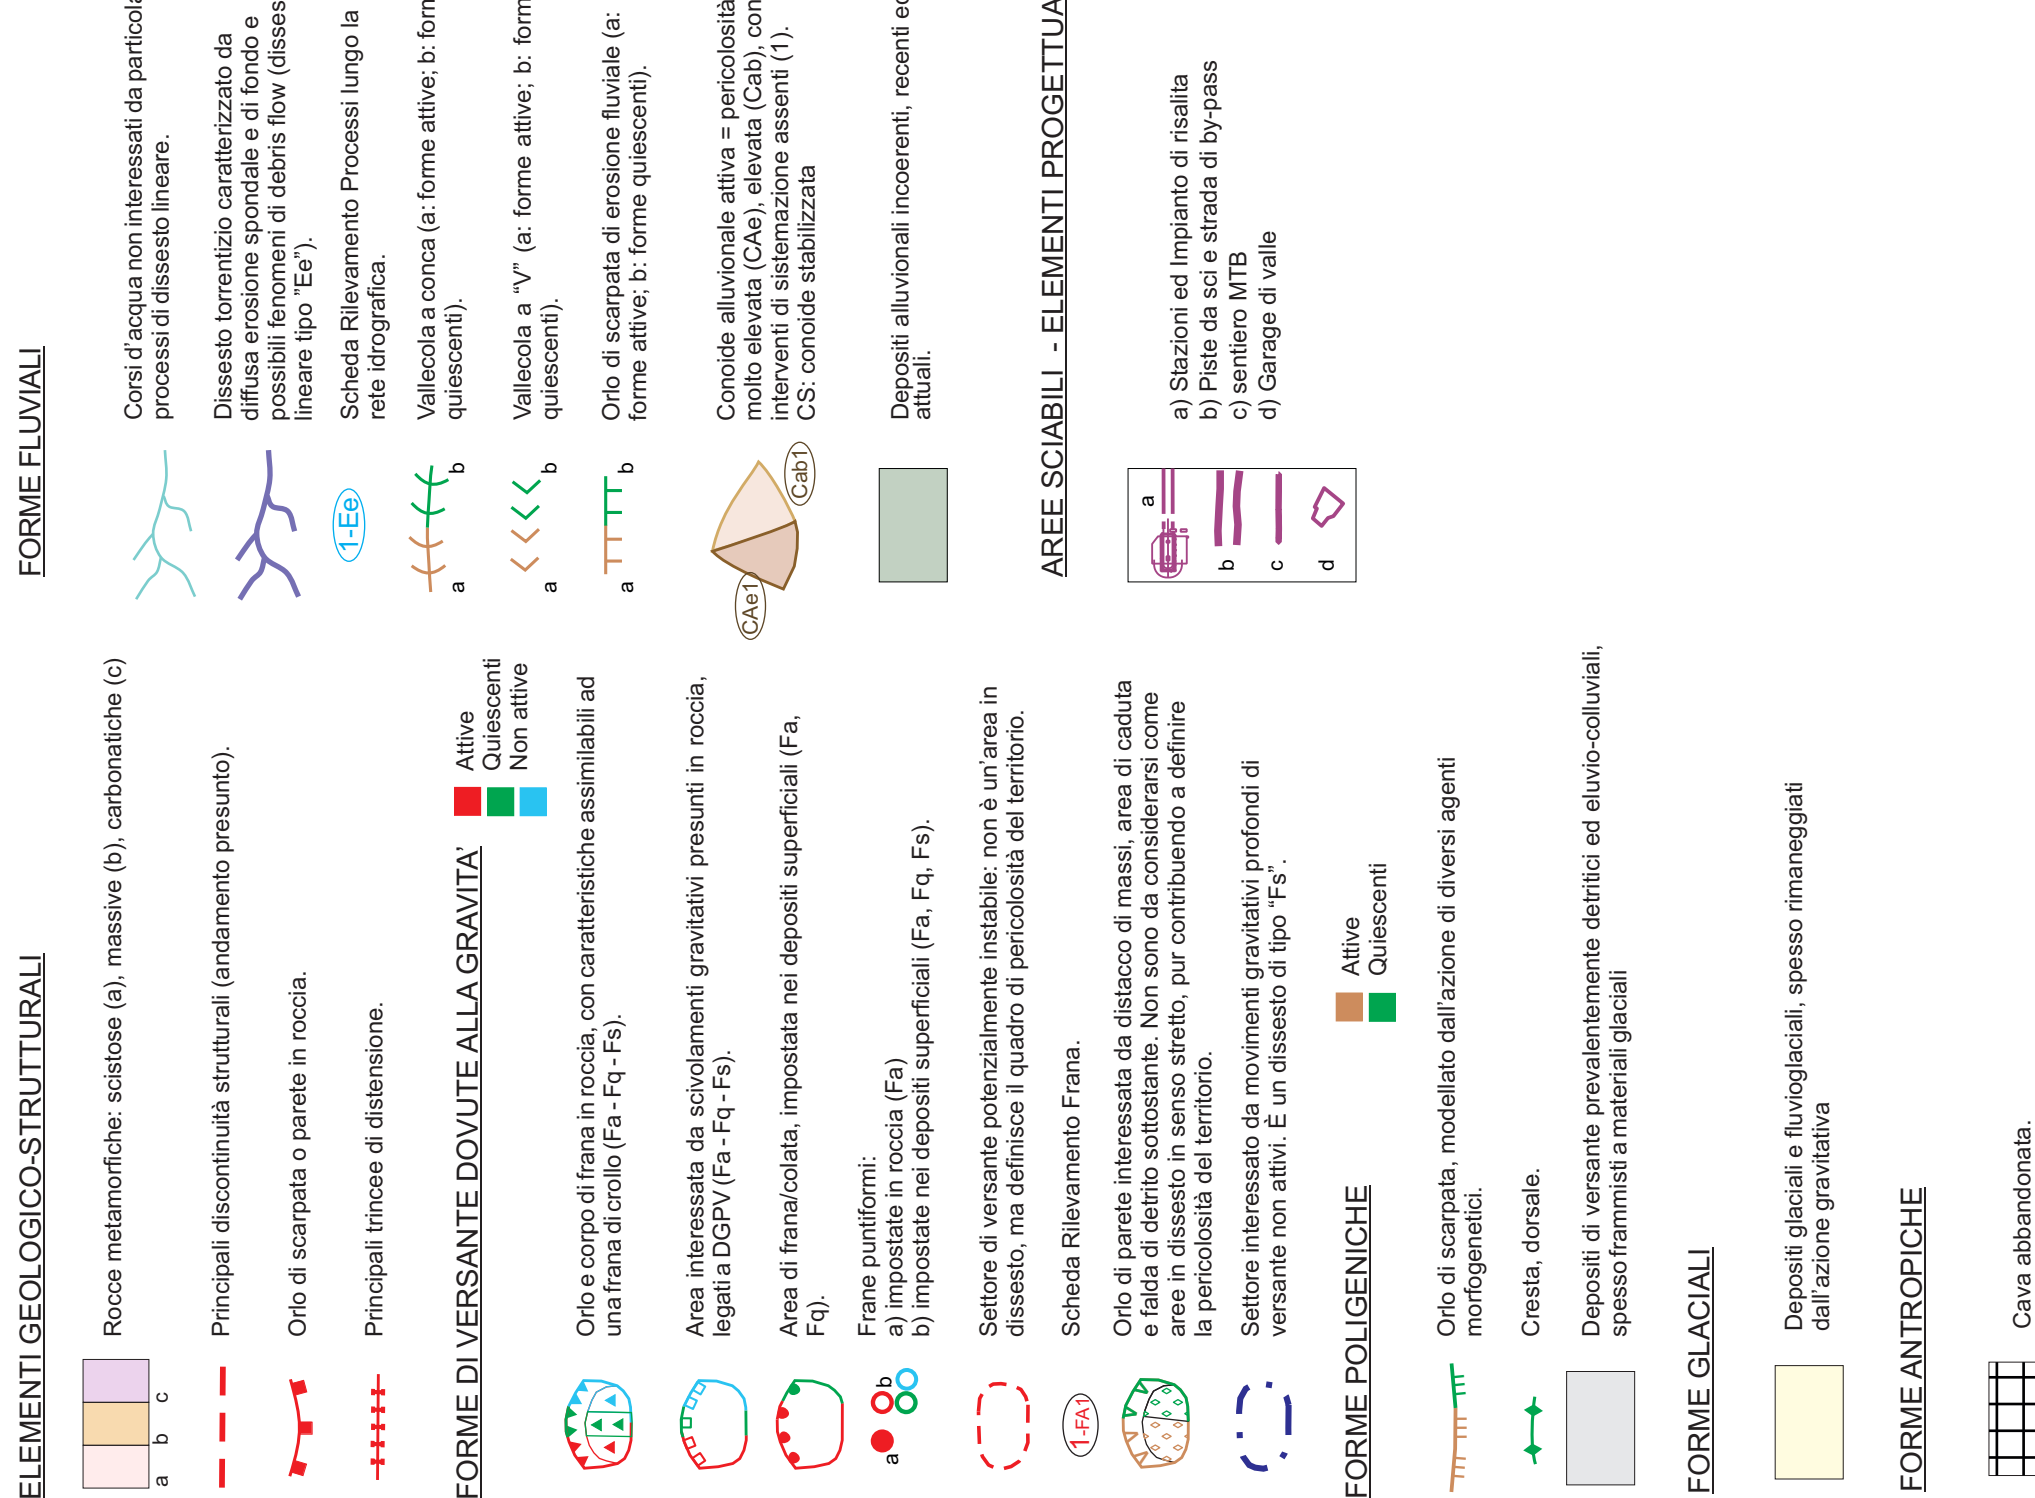 ELEMENTI GEOLOGICO-STRUTTURALI
a b c
Rocce metamorfiche: scistose (a), massive (b), carbonatiche (c)
Principali discontinuità strutturali (andamento presunto).
Orlo di scarpata o parete in roccia.
Principali trincee di distensione.
FORME DI VERSANTE DOVUTE ALLA GRAVITA'
Attive
Quiescenti
Non attive
Orlo e corpo di frana in roccia, con caratteristiche assimilabili ad
una frana di crollo (Fa - Fq - Fs).
Area interessata da scivolamenti gravitativi presunti in roccia,
legati a DGPV (Fa - Fq - Fs).
Area di frana/colata, impostata nei depositi superficiali (Fa,
Fq).
a b
Frane puntiformi:
a) impostate in roccia (Fa)
b) impostate nei depositi superficiali (Fa, Fq, Fs).
Settore di versante potenzialmente instabile: non è un'area in
dissesto, ma definisce il quadro di pericolosità del territorio.
1-FA1
Scheda Rilevamento Frana.
Orlo di parete interessata da distacco di massi, area di caduta
e falda di detrito sottostante. Non sono da considerarsi come
aree in dissesto in senso stretto, pur contribuendo a definire
la pericolosità del territorio.
Settore interessato da movimenti gravitativi profondi di
versante non attivi. È un dissesto di tipo “Fs”.
FORME POLIGENICHE
Attive
Quiescenti
Orlo di scarpata, modellato dall'azione di diversi agenti
morfogenetici.
Cresta, dorsale.
Depositi di versante prevalentemente detritici ed eluvio-colluviali,
spesso frammisti a materiali glaciali
FORME GLACIALI
Depositi glaciali e fluvioglaciali, spesso rimaneggiati
dall'azione gravitativa
FORME ANTROPICHE
Cava abbandonata.
FORME FLUVIALI
Corsi d'acqua non interessati da
processi di dissesto lineare.
Dissesto torrentizio caratterizzato da
diffusa erosione spondale e di fondo e
possibili fenomeni di debris flow
lineare tipo ”Ee”).
1-Ee
Scheda Rilevamento Processi lungo la
rete idrografica.
a b
Vallecola a conca (a: forme attive; b:
quiescenti).
a b
Vallecola a “V” (a: forme attive; b:
quiescenti).
a b
Orlo di scarpata di erosione fluviale (a:
forme attive; b: forme quiescenti).
CAe1
Cab1
Conoide alluvionale attiva = pericolosità
molto elevata (CAe), elevata (Cab), con
interventi di sistemazione assenti (1).
CS: conoide stabilizzata
Depositi alluvionali incoerenti, recenti
attuali.
AREE SCIABILI - ELEMENTI
a
b
c
d
a) Stazioni ed Impianto di risalita
b) Piste da sci e strada di by-pass
c) sentiero MTB
d) Garage di valle